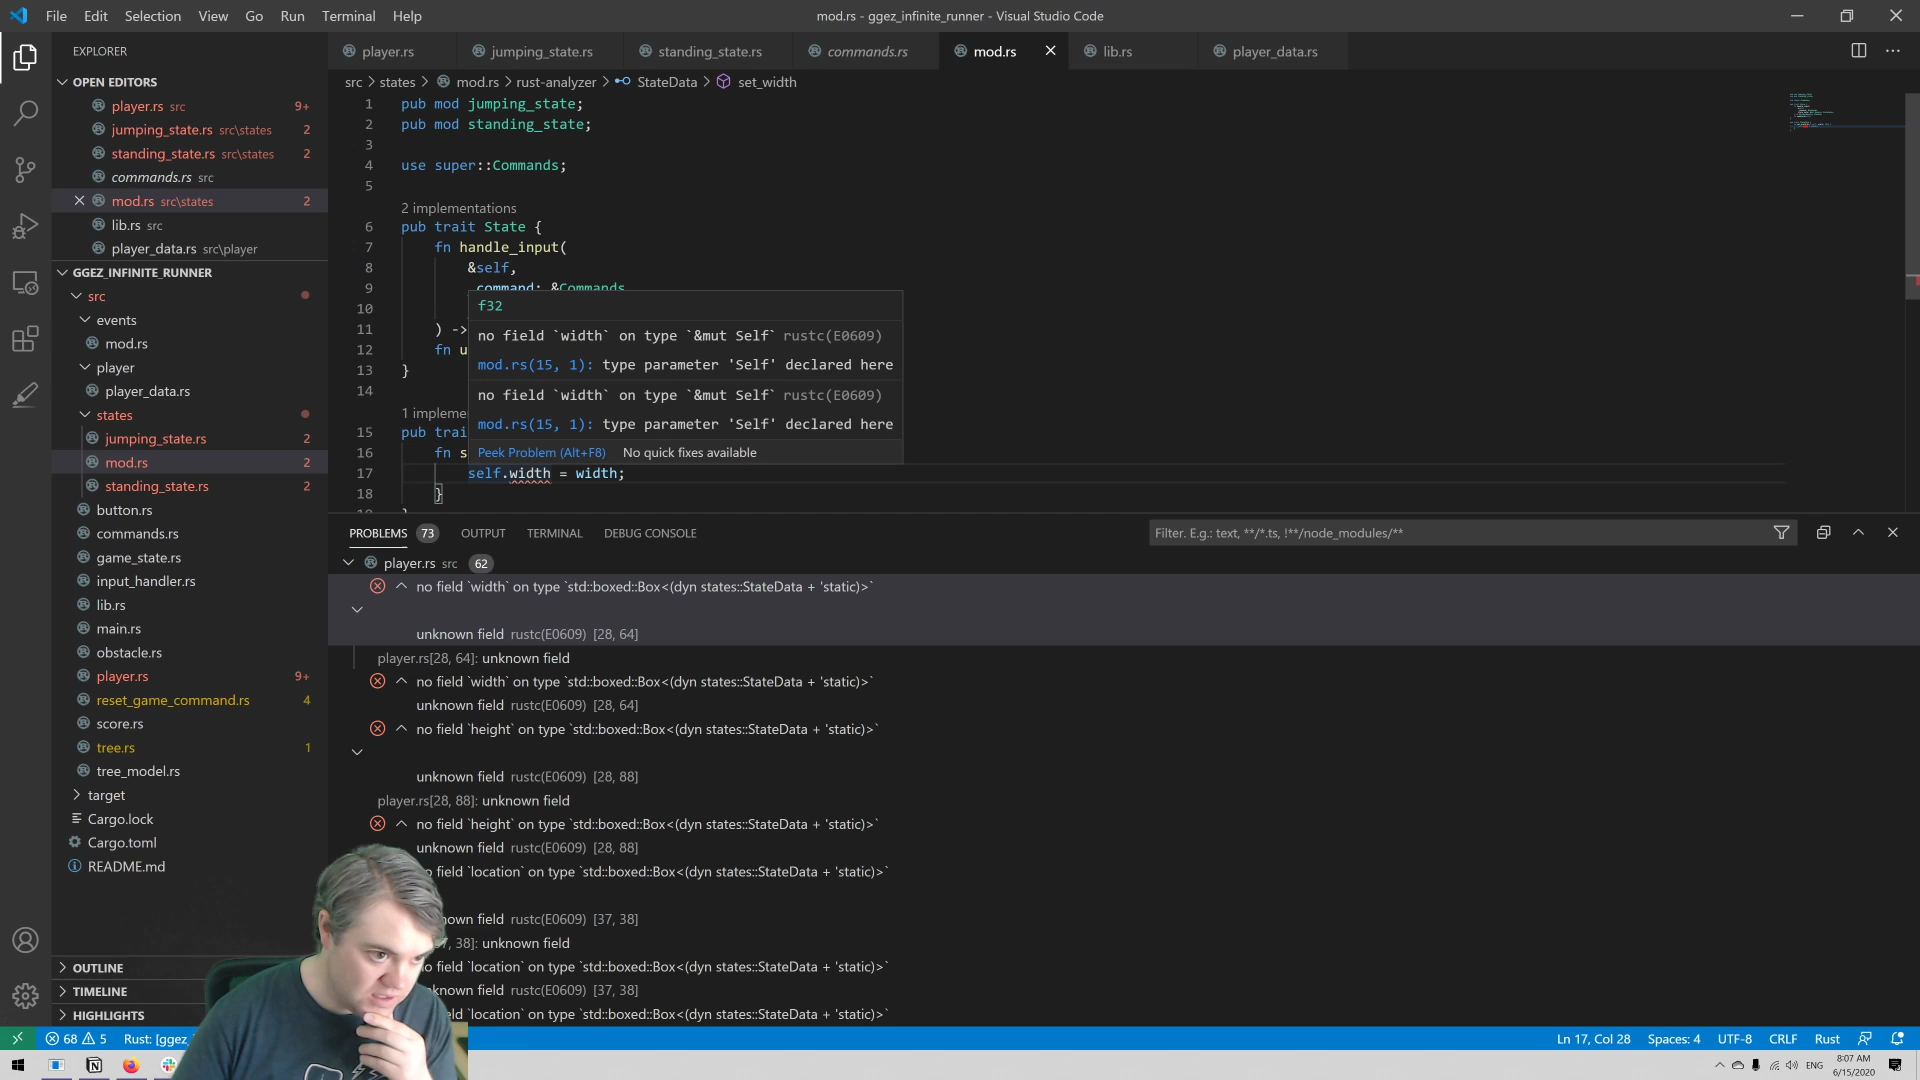 File Edit Selection View Go Run Terminal Help
mod.rs - ggez_infinite_runner - Visual Studio Code
EXPLORER
OPEN EDITORS
player.rs src 9+
jumping_state.rs src\states 2
standing_state.rs src\states 2
commands.rs src
mod.rs src\states 2
lib.rs src
player_data.rs src\player
GGEZ_INFINITE_RUNNER
src
events
mod.rs
player
player_data.rs
states
jumping_state.rs 2
mod.rs 2
standing_state.rs 2
button.rs
commands.rs
game_state.rs
input_handler.rs
lib.rs
main.rs
obstacle.rs
player.rs 9+
reset_game_command.rs 4
score.rs
tree.rs 1
tree_model.rs
target
Cargo.lock
Cargo.toml
README.md
OUTLINE
TIMELINE
HIGHLIGHTS
player.rs jumping_state.rs standing_state.rs commands.rs mod.rs lib.rs player_data.rs
src > states > mod.rs > rust-analyzer > StateData > set_width
1 pub mod jumping_state;
2 pub mod standing_state;
3
4 use super::Commands;
5
2 implementations
6 pub trait State {
7 fn handle_input(
8 &self,
9 command: &Commands
10
11 ) ->
12 fn u
13 }
14
1 impleme
15 pub trai
16 fn s
17 self.width = width;
18 }
f32
no field `width` on type `&mut Self` rustc(E0609)
mod.rs(15, 1): type parameter 'Self' declared here
no field `width` on type `&mut Self` rustc(E0609)
mod.rs(15, 1): type parameter 'Self' declared here
Peek Problem (Alt+F8) No quick fixes available
PROBLEMS 73 OUTPUT TERMINAL DEBUG CONSOLE
Filter. E.g.: text, **/*.ts, !**/node_modules/**
player.rs src 62
no field `width` on type `std::boxed::Box<(dyn states::StateData + 'static)>`
unknown field rustc(E0609) [28, 64]
player.rs[28, 64]: unknown field
no field `width` on type `std::boxed::Box<(dyn states::StateData + 'static)>`
unknown field rustc(E0609) [28, 64]
no field `height` on type `std::boxed::Box<(dyn states::StateData + 'static)>`
unknown field rustc(E0609) [28, 88]
player.rs[28, 88]: unknown field
no field `height` on type `std::boxed::Box<(dyn states::StateData + 'static)>`
unknown field rustc(E0609) [28, 88]
o field `location` on type `std::boxed::Box<(dyn states::StateData + 'static)>`
own field rustc(E0609) [37, 38]
37, 38]: unknown field
o field `location` on type `std::boxed::Box<(dyn states::StateData + 'static)>`
nknown field rustc(E0609) [37, 38]
field `location` on type `std::boxed::Box<(dyn states::StateData + 'static)>`
68 5 Rust: [ggez_
Ln 17, Col 28 Spaces: 4 UTF-8 CRLF Rust
ENG
8:07 AM
6/15/2020